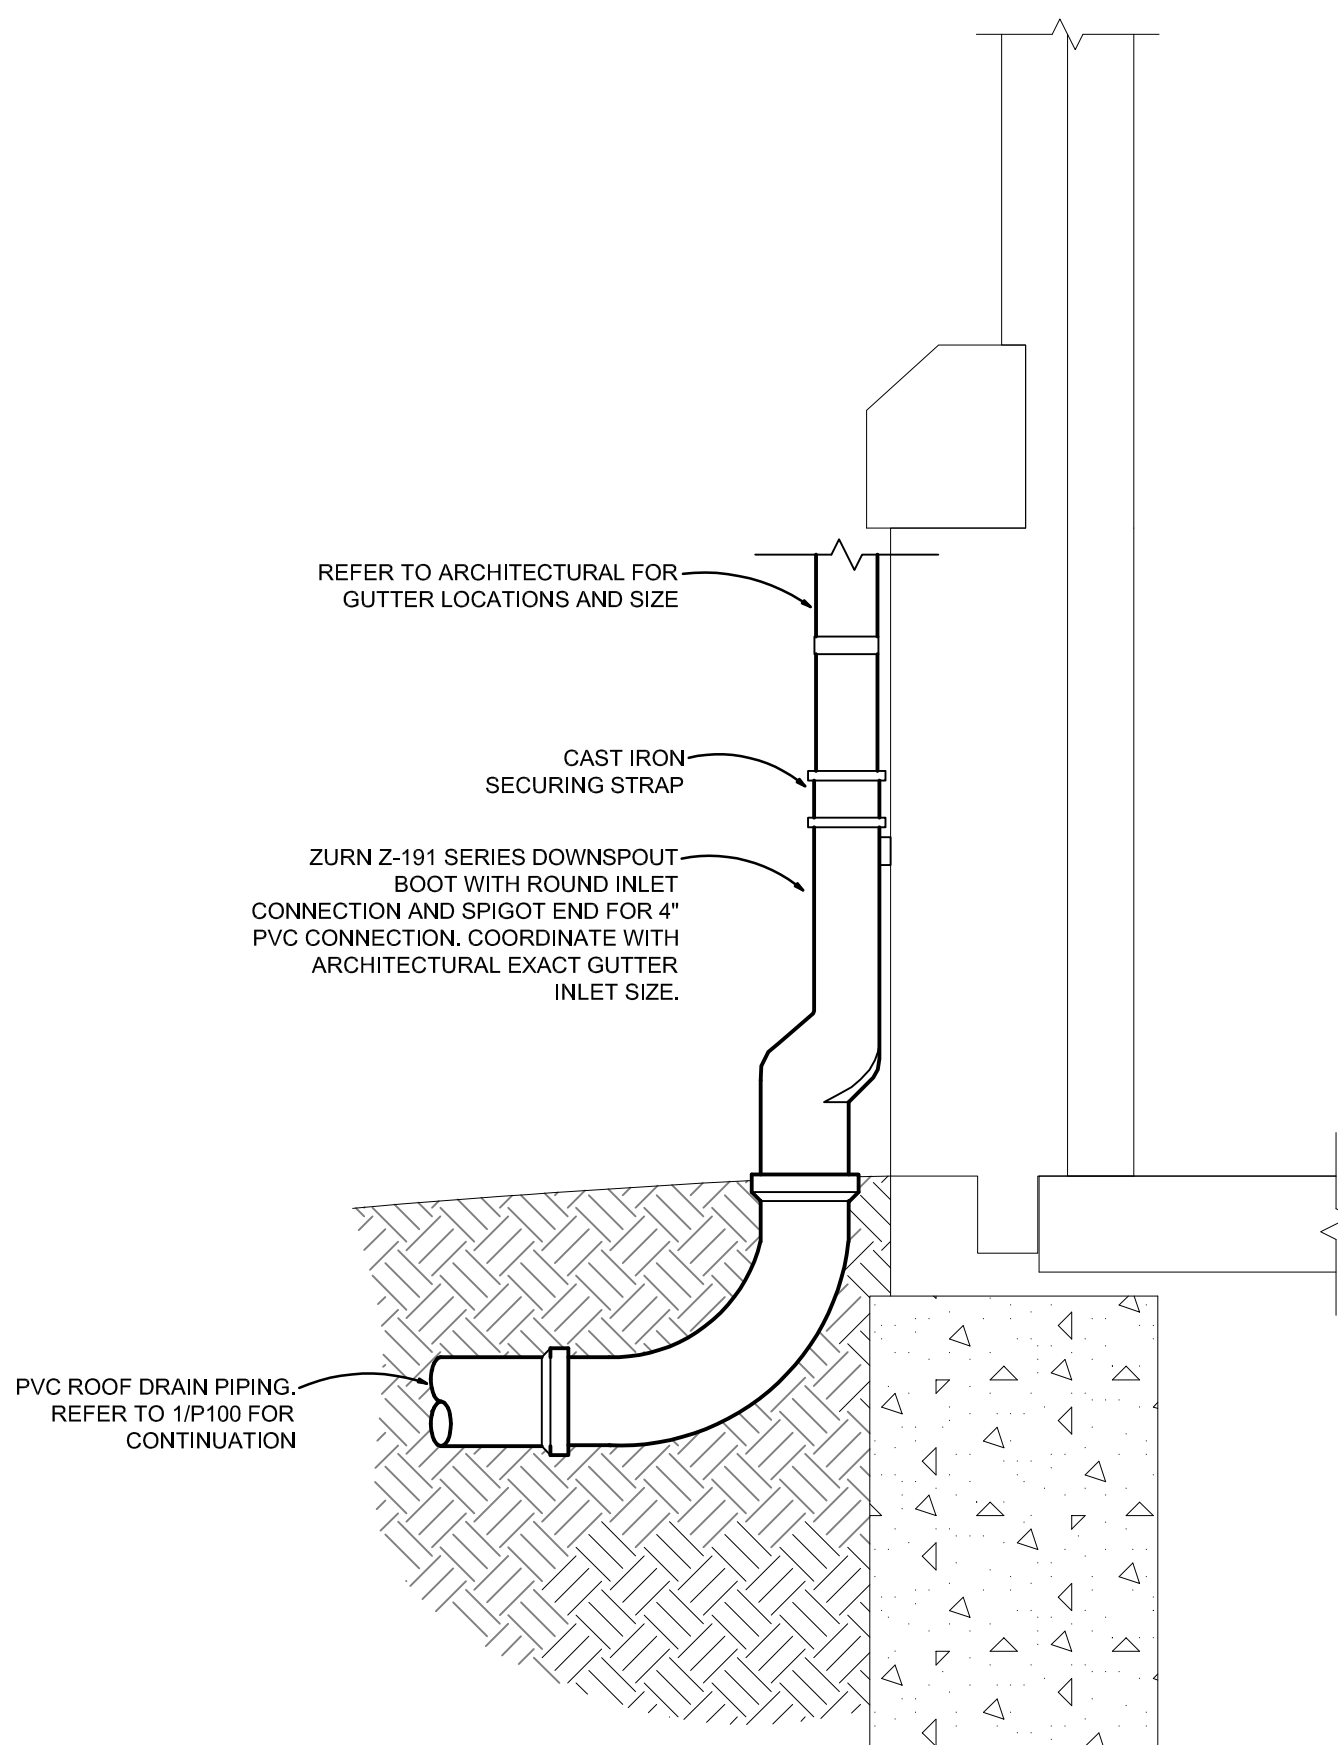 REFER TO ARCHITECTURAL FOR
GUTTER LOCATIONS AND SIZE
CAST IRON
SECURING STRAP
ZURN Z-191 SERIES DOWNSPOUT
BOOT WITH ROUND INLET
CONNECTION AND SPIGOT END FOR 4"
PVC CONNECTION. COORDINATE WITH
ARCHITECTURAL EXACT GUTTER
INLET SIZE.
PVC ROOF DRAIN PIPING.
REFER TO 1/P100 FOR
CONTINUATION